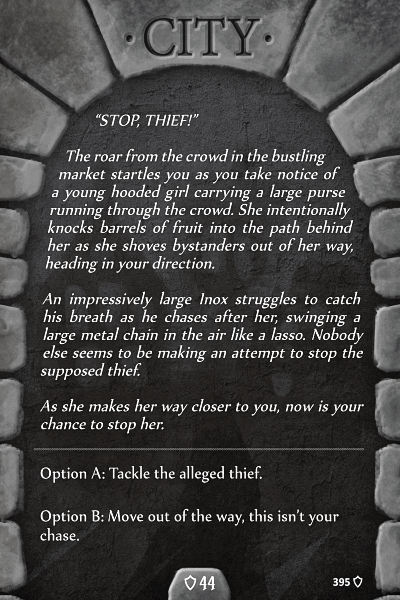 · CITY ·
“STOP, THIEF!”
The roar from the crowd in the bustling
market startles you as you take notice of
a young hooded girl carrying a large purse
running through the crowd. She intentionally
knocks barrels of fruit into the path behind
her as she shoves bystanders out of her way,
heading in your direction.
An impressively large Inox struggles to catch
his breath as he chases after her, swinging a
large metal chain in the air like a lasso. Nobody
else seems to be making an attempt to stop the
supposed thief.
As she makes her way closer to you, now is your
chance to stop her.
Option A: Tackle the alleged thief.
Option B: Move out of the way, this isn’t your
chase.
44
395